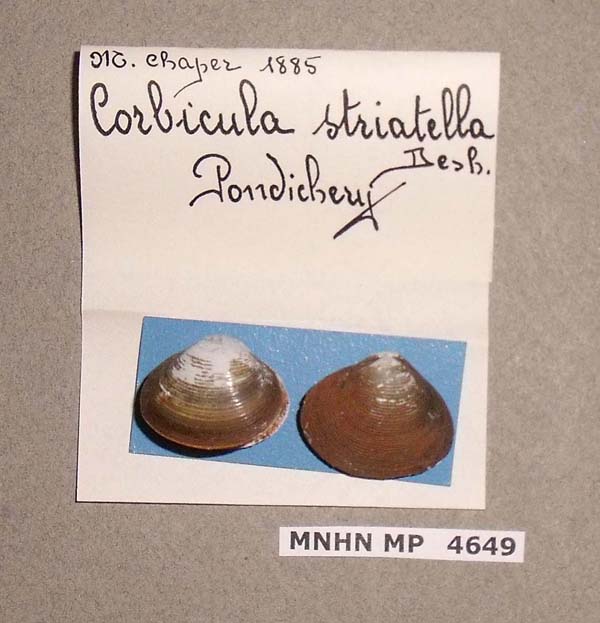 M. Chaper 1885
Corbicula striatella
Desh.
Pondichery
MNHN MP 4649